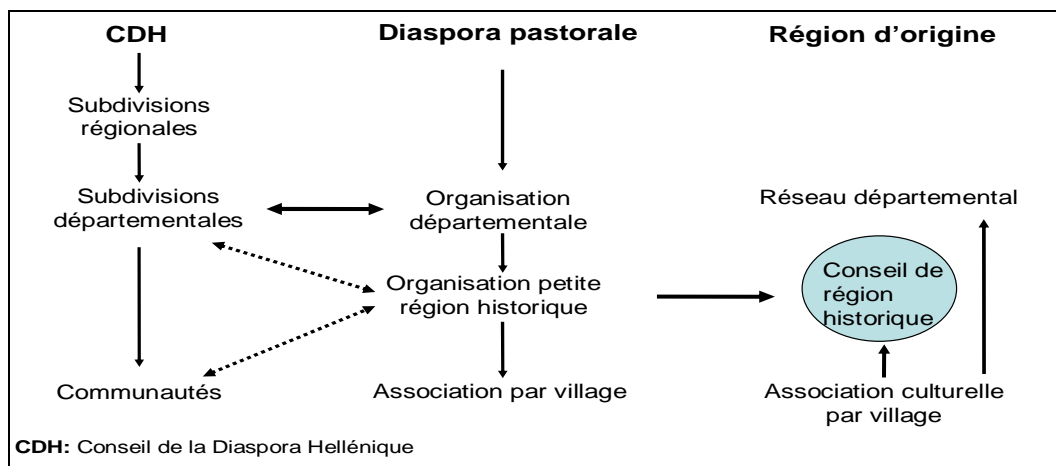 CDH
Diaspora pastorale
Région d'origine
Subdivisions
régionales
Subdivisions
départementales
Organisation
départementale
Réseau départemental
Organisation petite
région historique
Conseil de
région
historique
Communautés
Association par village
Association culturelle
par village
CDH: Conseil de la Diaspora Hellénique